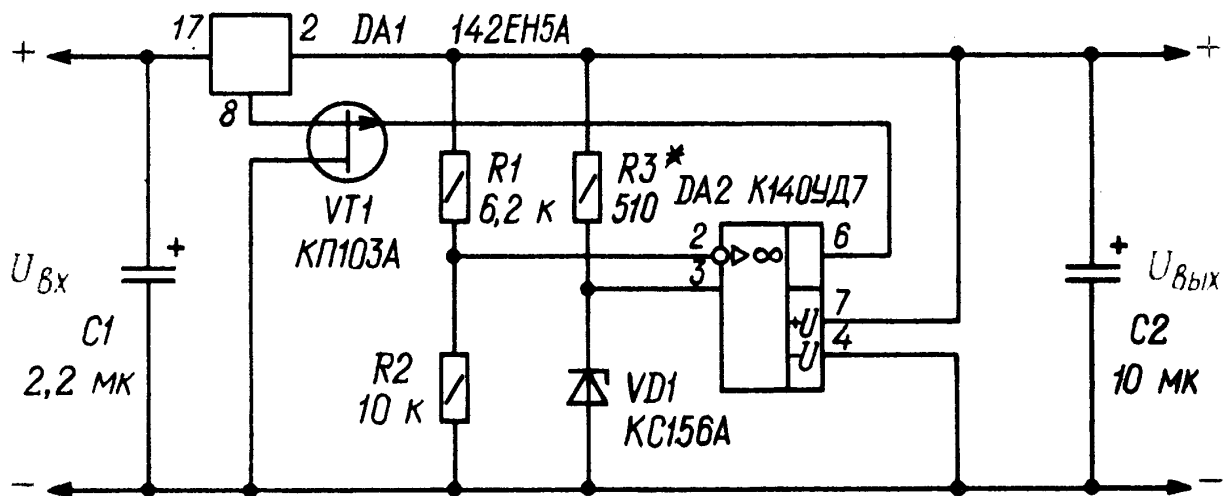 17
2
DA1
142ЕН5А
+
+
8
VT1
КП103А
R1
6,2 к
R3*
510
DA2 К140УД7
2
3
▷∞
6
+U
7
-U
4
Uвх
+
C1
2,2 мк
R2
10 к
VD1
КС156А
+
Uвых
C2
10 мк
−
−